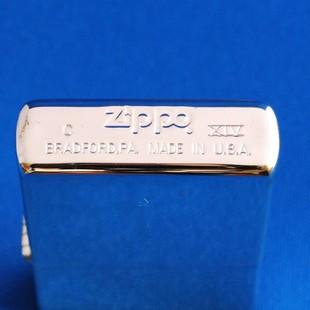 C Zippo XIV
BRADFORD,PA. MADE IN U.S.A.